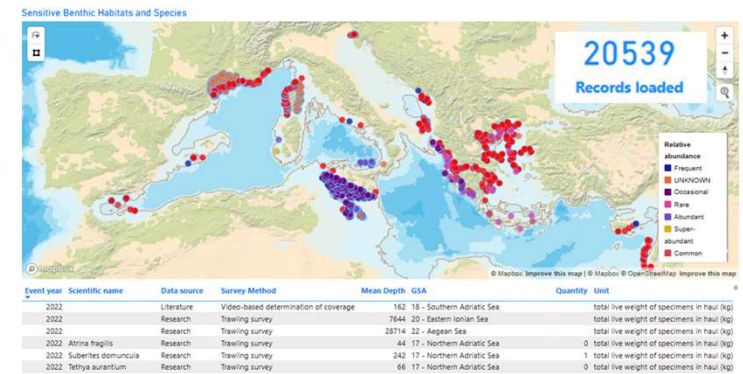 Sensitive Benthic Habitats and Species
20539
Records loaded
Relative
abundance
Frequent
UNKNOWN
Occasional
Rare
Abundant
Super-
abundant
Common
mapbox
© Mapbox Improve this map | © Mapbox © OpenStreetMap Improve this map
Event year Scientific name Data source Survey Method Mean Depth GSA Quantity Unit
2022 Literature Video-based determination of coverage 162 18 - Southern Adriatic Sea total live weight of specimens in haul (kg)
2022 Research Trawling survey 7644 20 - Eastern Ionian Sea total live weight of specimens in haul (kg)
2022 Research Trawling survey 28714 22 - Aegean Sea total live weight of specimens in haul (kg)
2022 Atrina fragilis Research Trawling survey 44 17 - Northern Adriatic Sea 0 total live weight of specimens in haul (kg)
2022 Suberites domuncula Research Trawling survey 242 17 - Northern Adriatic Sea 1 total live weight of specimens in haul (kg)
2022 Tethya aurantium Research Trawling survey 66 17 - Northern Adriatic Sea 0 total live weight of specimens in haul (kg)